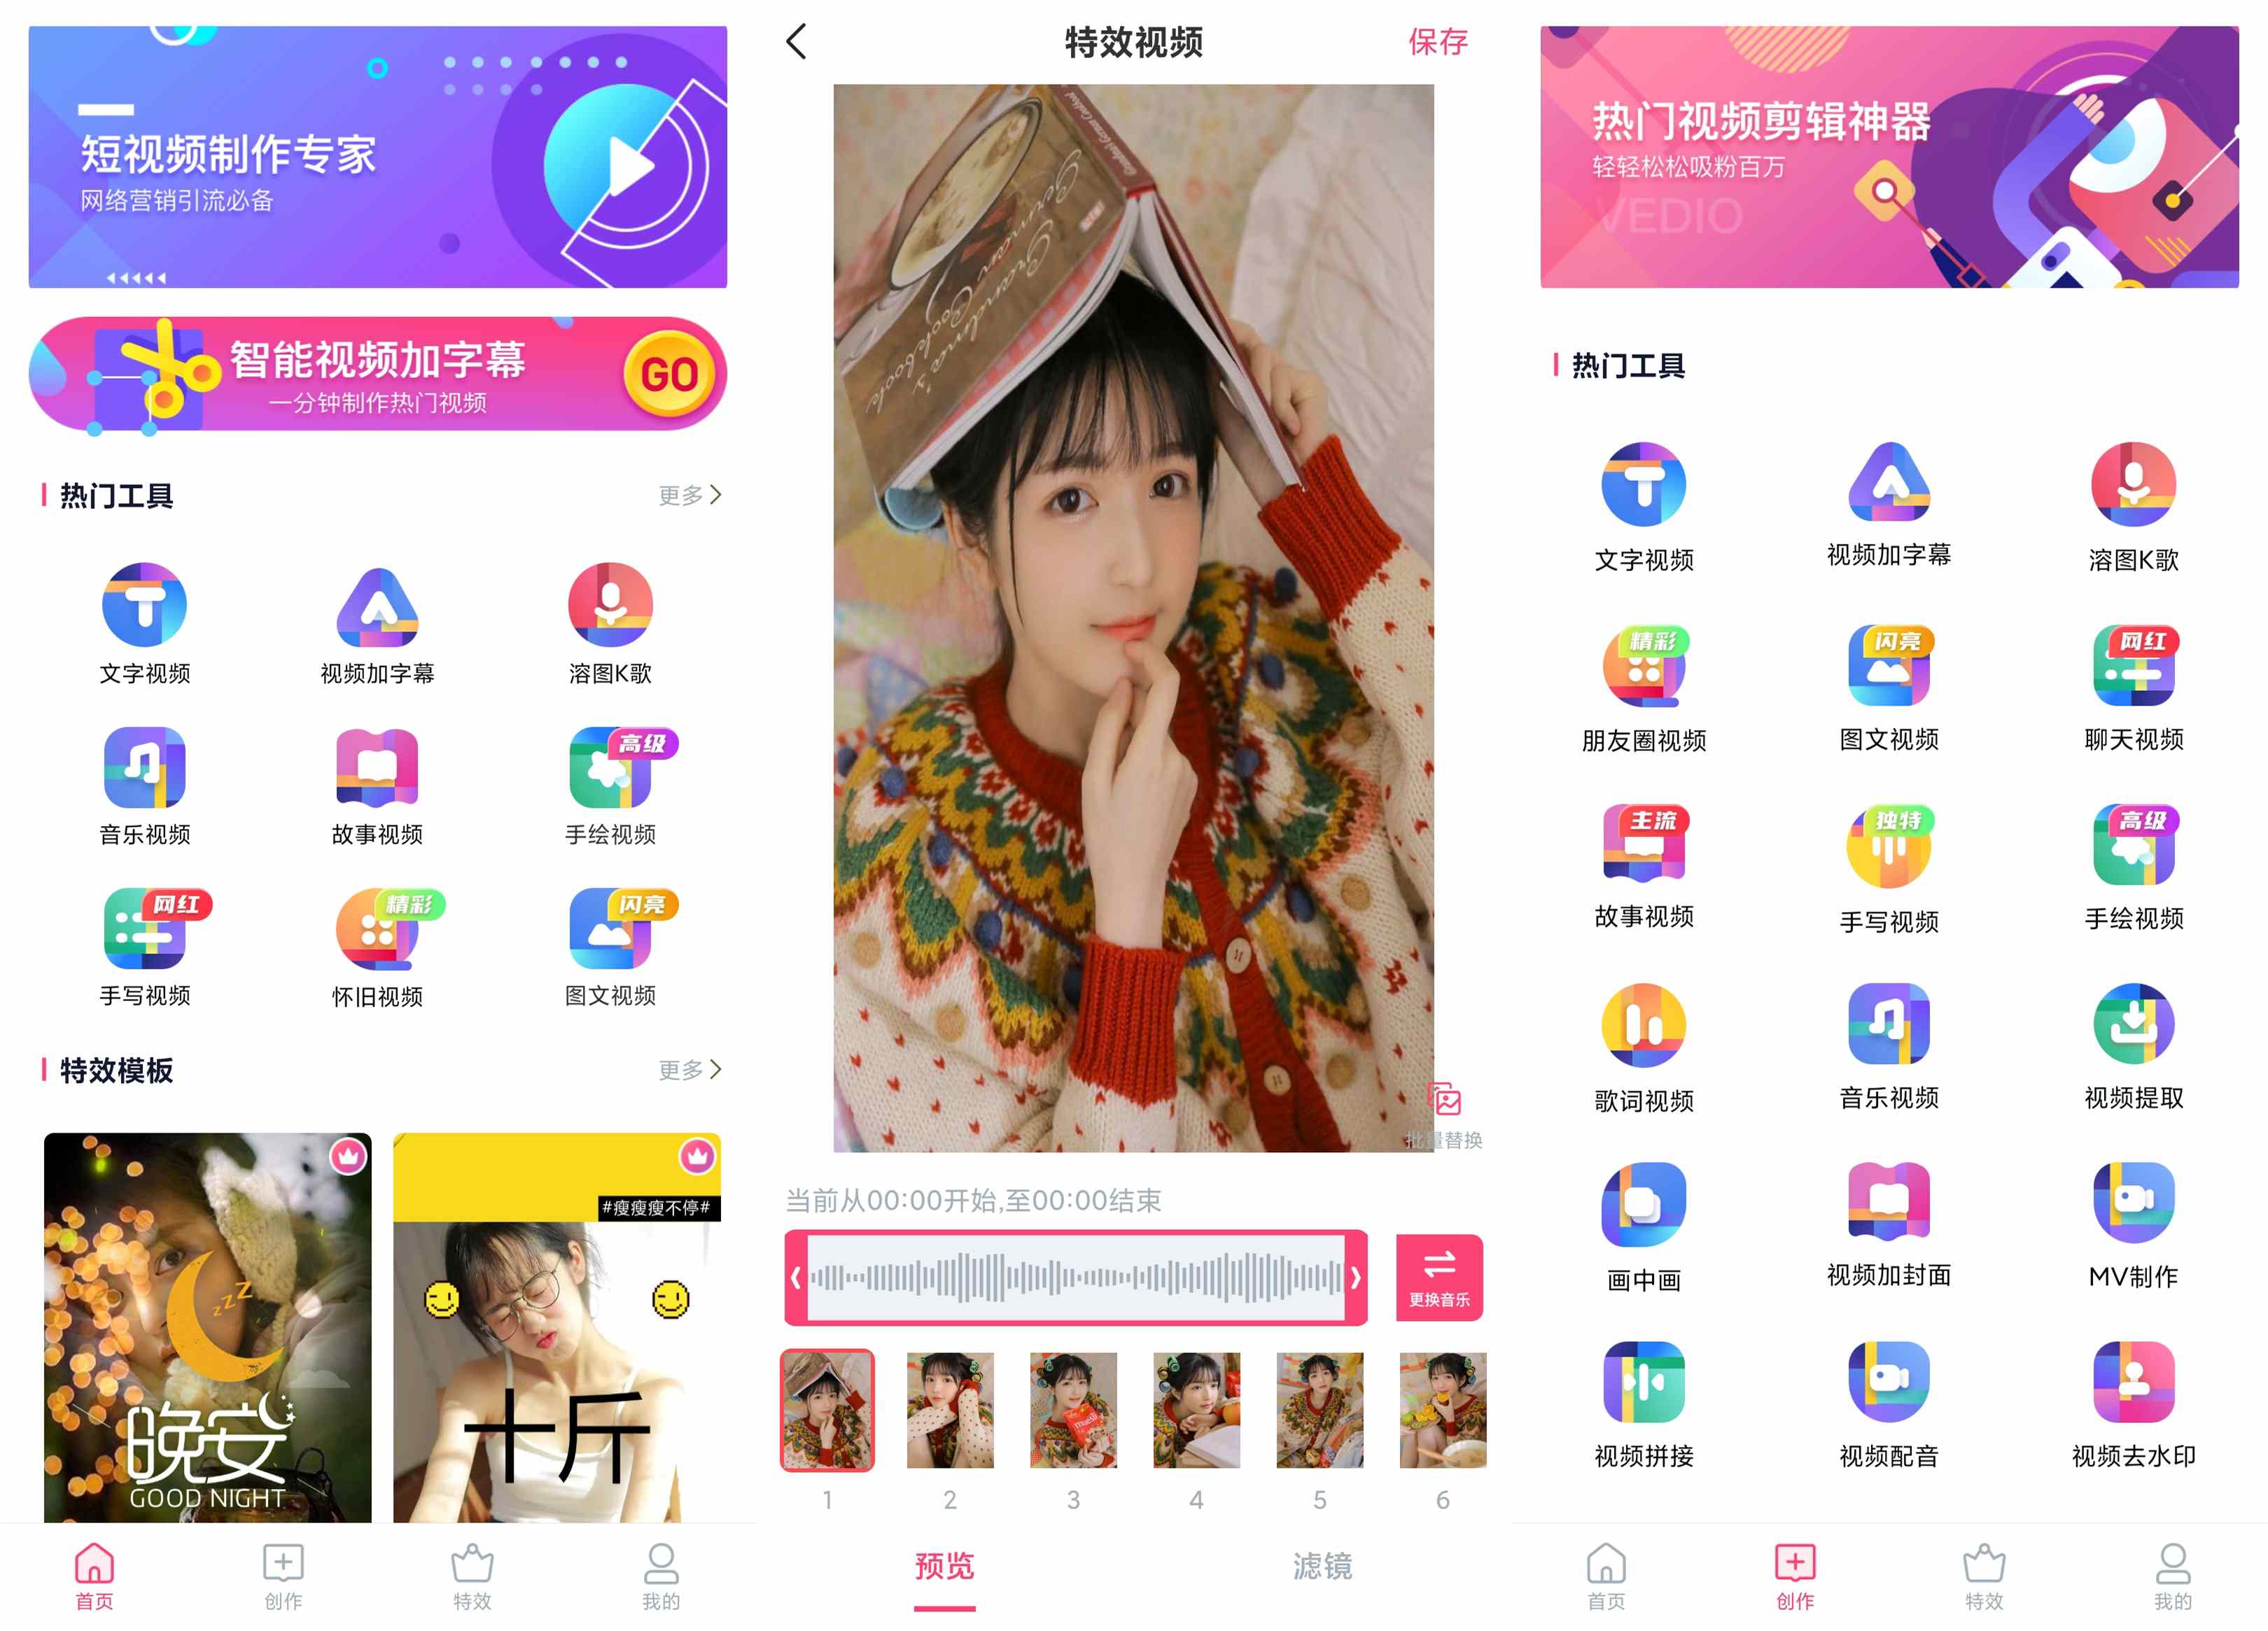 短视频制作专家
网络营销引流必备
智能视频加字幕
一分钟制作热门视频
GO
热门工具
更多
文字视频
视频加字幕
溶图K歌
音乐视频
故事视频
高级
手绘视频
网红
手写视频
精彩
怀旧视频
闪亮
图文视频
特效模板
更多
zzz
晚安
GOOD NIGHT
#瘦瘦瘦不停#
十斤
首页
创作
特效
我的
特效视频
保存
German Grandma's Cookbook
批量替换
当前从00:00开始,至00:00结束
更换音乐
1
2
3
4
5
6
预览
滤镜
热门视频剪辑神器
轻轻松松吸粉百万
VEDIO
热门工具
文字视频
视频加字幕
溶图K歌
精彩
朋友圈视频
闪亮
图文视频
网红
聊天视频
主流
故事视频
独特
手写视频
高级
手绘视频
歌词视频
音乐视频
视频提取
画中画
视频加封面
MV制作
视频拼接
视频配音
视频去水印
首页
创作
特效
我的